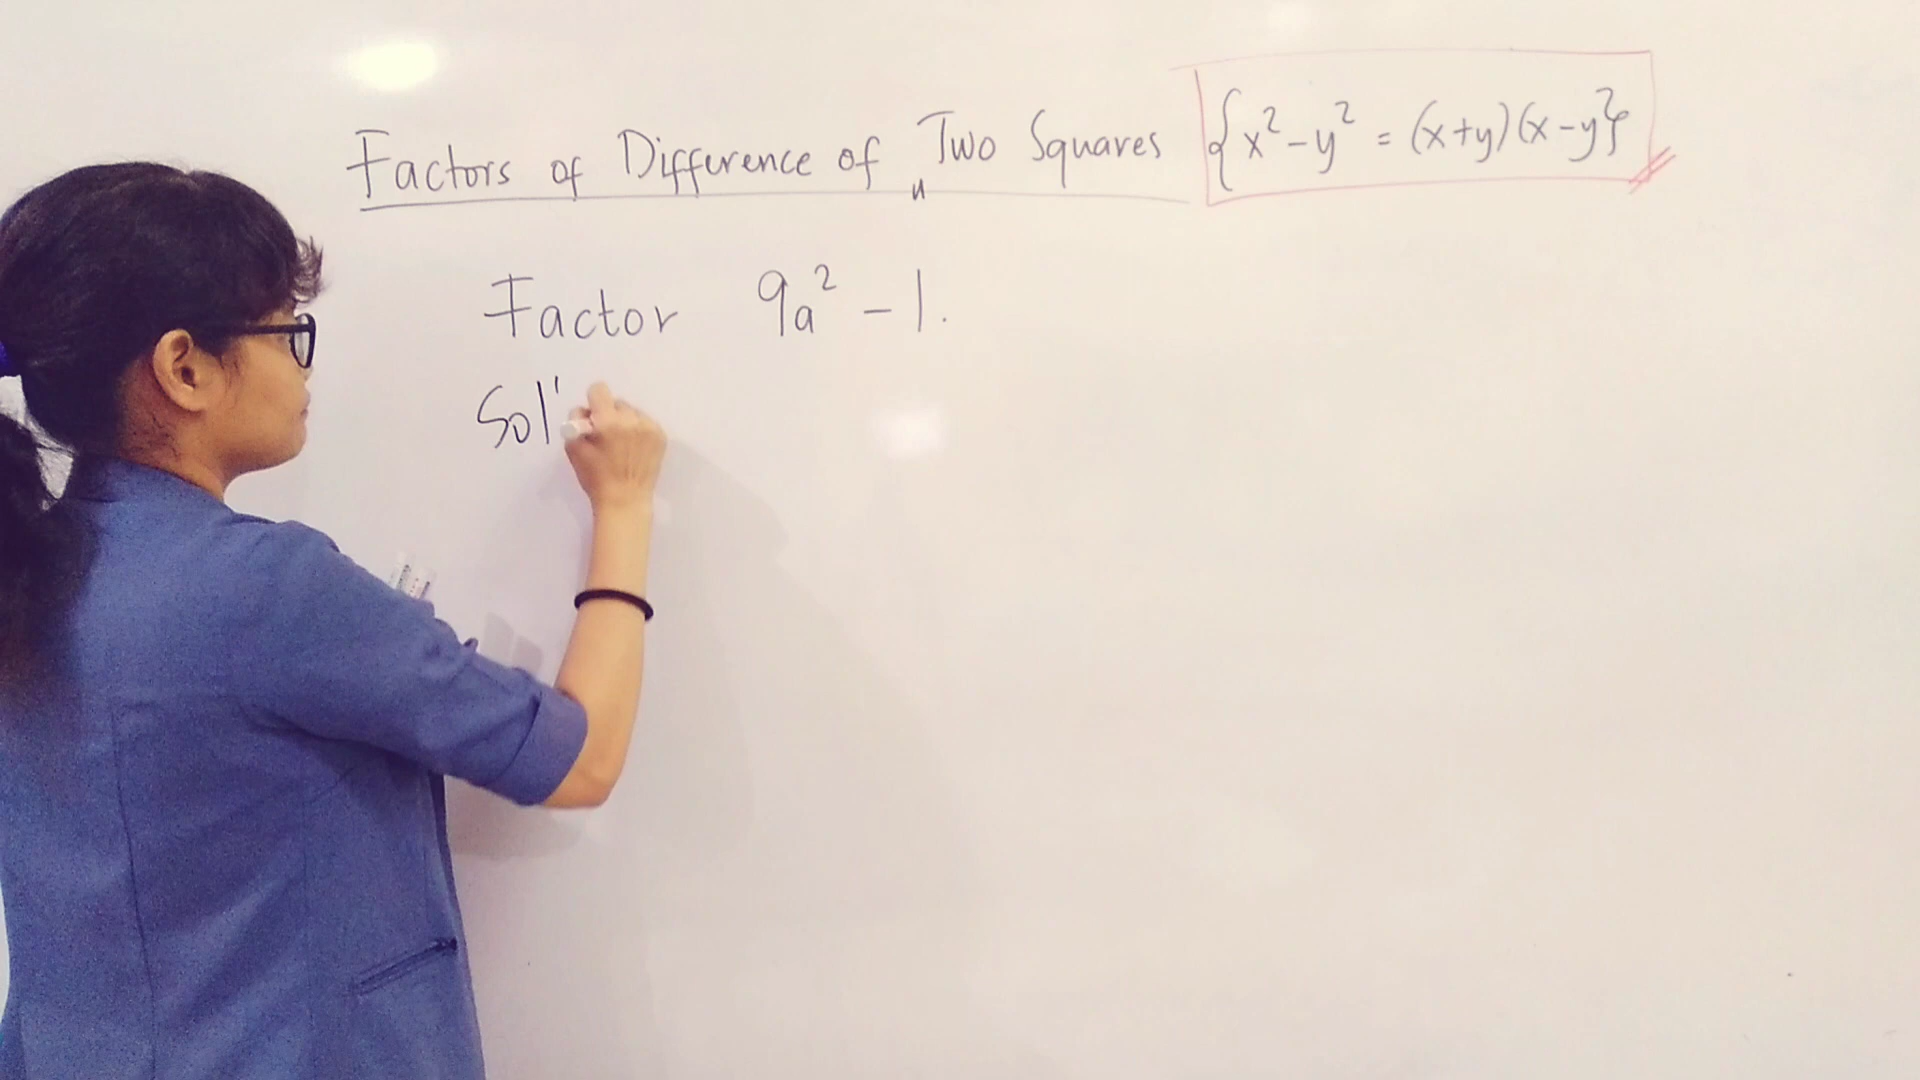 Factors of Difference of Two Squares {x² - y² = (x+y)(x-y)}
Factor 9a² - 1.
Sol'